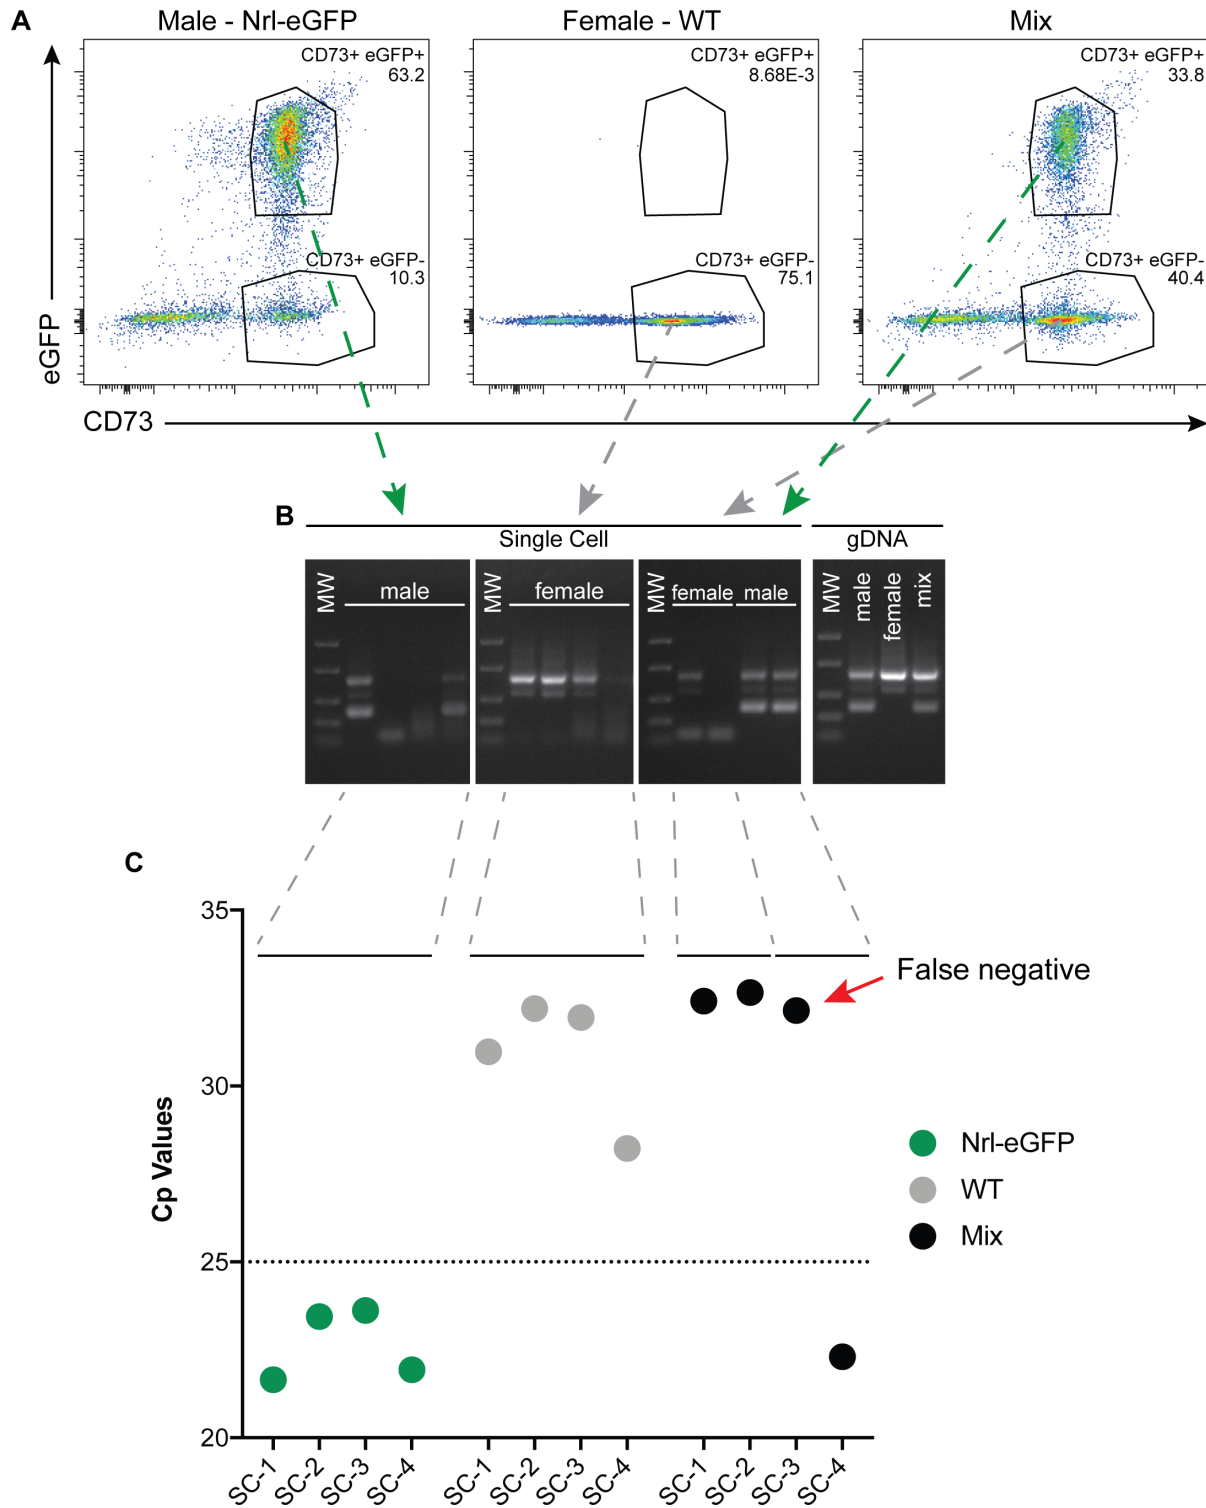 A
Male - Nrl-eGFP
Female - WT
Mix
CD73+ eGFP+
63.2
CD73+ eGFP+
8.68E-3
CD73+ eGFP+
33.8
CD73+ eGFP-
10.3
CD73+ eGFP-
75.1
CD73+ eGFP-
40.4
eGFP
CD73
B
Single Cell
gDNA
MW
male
MW
female
MW
female
male
MW
male
female
mix
C
35
30
25
20
Cp Values
False negative
Nrl-eGFP
WT
Mix
SC-1
SC-2
SC-3
SC-4
SC-1
SC-2
SC-3
SC-4
SC-1
SC-2
SC-3
SC-4